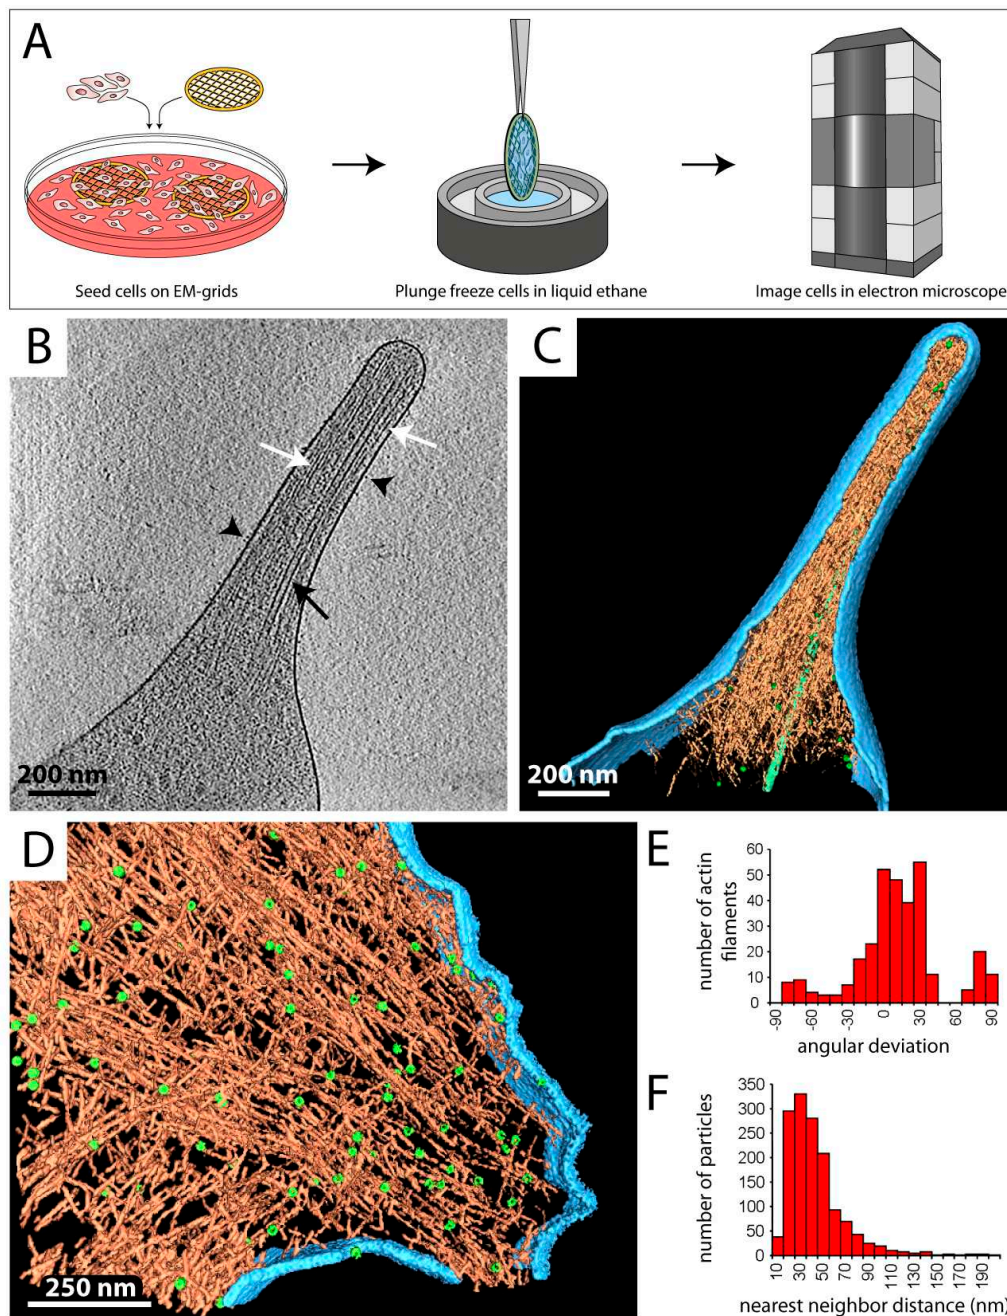 A
Seed cells on EM-grids
Plunge freeze cells in liquid ethane
Image cells in electron microscope
B
200 nm
C
200 nm
D
250 nm
E
number of actin
filaments
60
50
40
30
20
10
0
-90
-60
-30
0
30
60
90
angular deviation
F
number of particles
350
300
250
200
150
100
50
0
10
30
50
70
90
110
130
150
170
190
nearest neighbor distance (nm)